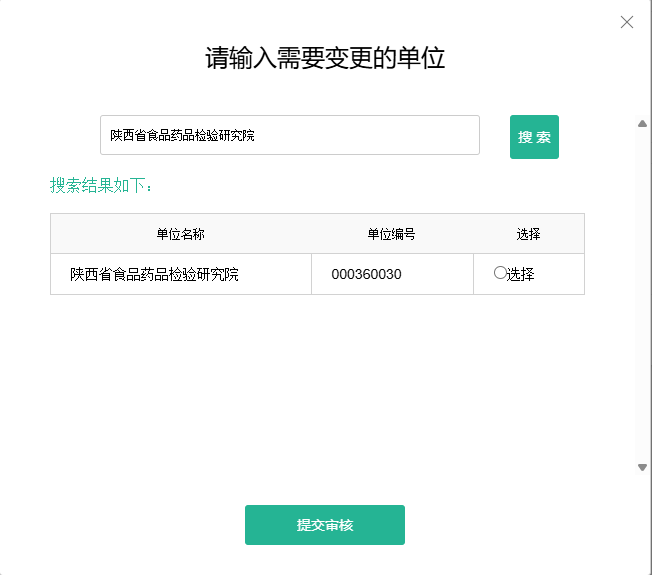 请输入需要变更的单位
陕西省食品药品检验研究院
搜 索
搜索结果如下：
单位名称 单位编号 选择
陕西省食品药品检验研究院 000360030 选择
提交审核